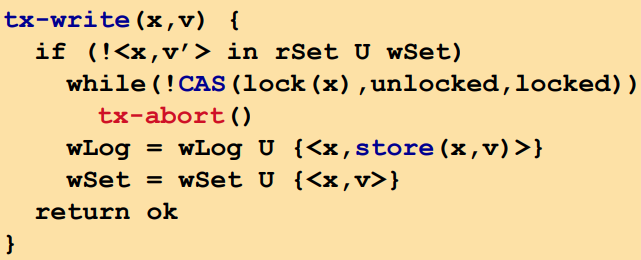 tx-write(x,v) {
if (!<x,v'> in rSet U wSet)
while(!CAS(lock(x),unlocked,locked))
tx-abort()
wLog = wLog U {<x,store(x,v)>}
wSet = wSet U {<x,v>}
return ok
}